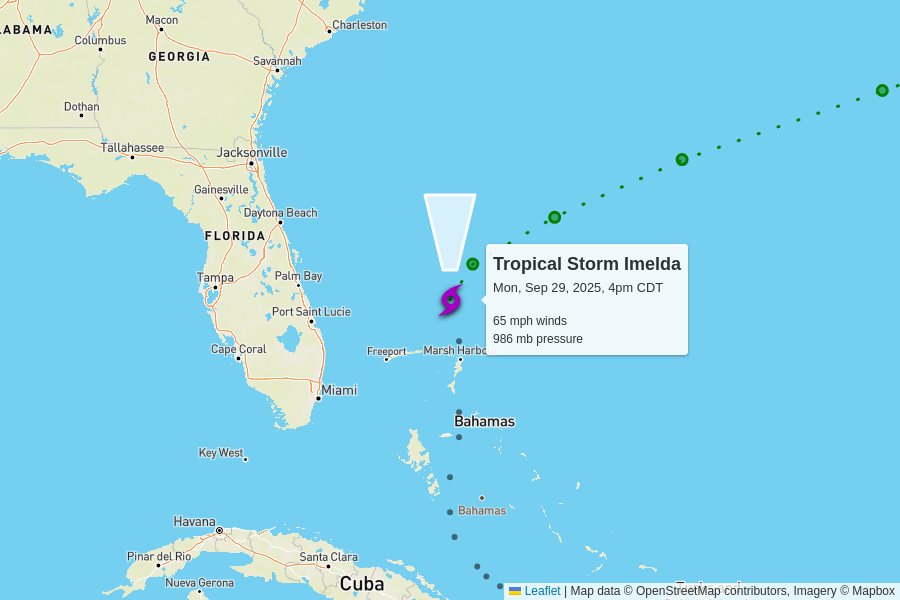 Charleston
Macon
ABAMA
Columbus
GEORGIA
Savannah
Dothan
Tallahassee
Jacksonville
Gainesville
Daytona Beach
FLORIDA
Tampa
Palm Bay
Port Saint Lucie
Cape Coral
Miami
Key West
Freeport
Marsh Harbo
Tropical Storm Imelda
Mon, Sep 29, 2025, 4pm CDT
65 mph winds
986 mb pressure
Bahamas
Bahamas
Havana
Pinar del Rio
Santa Clara
Nueva Gerona
Cuba
Leaflet | Map data © OpenStreetMap contributors, Imagery © Mapbox